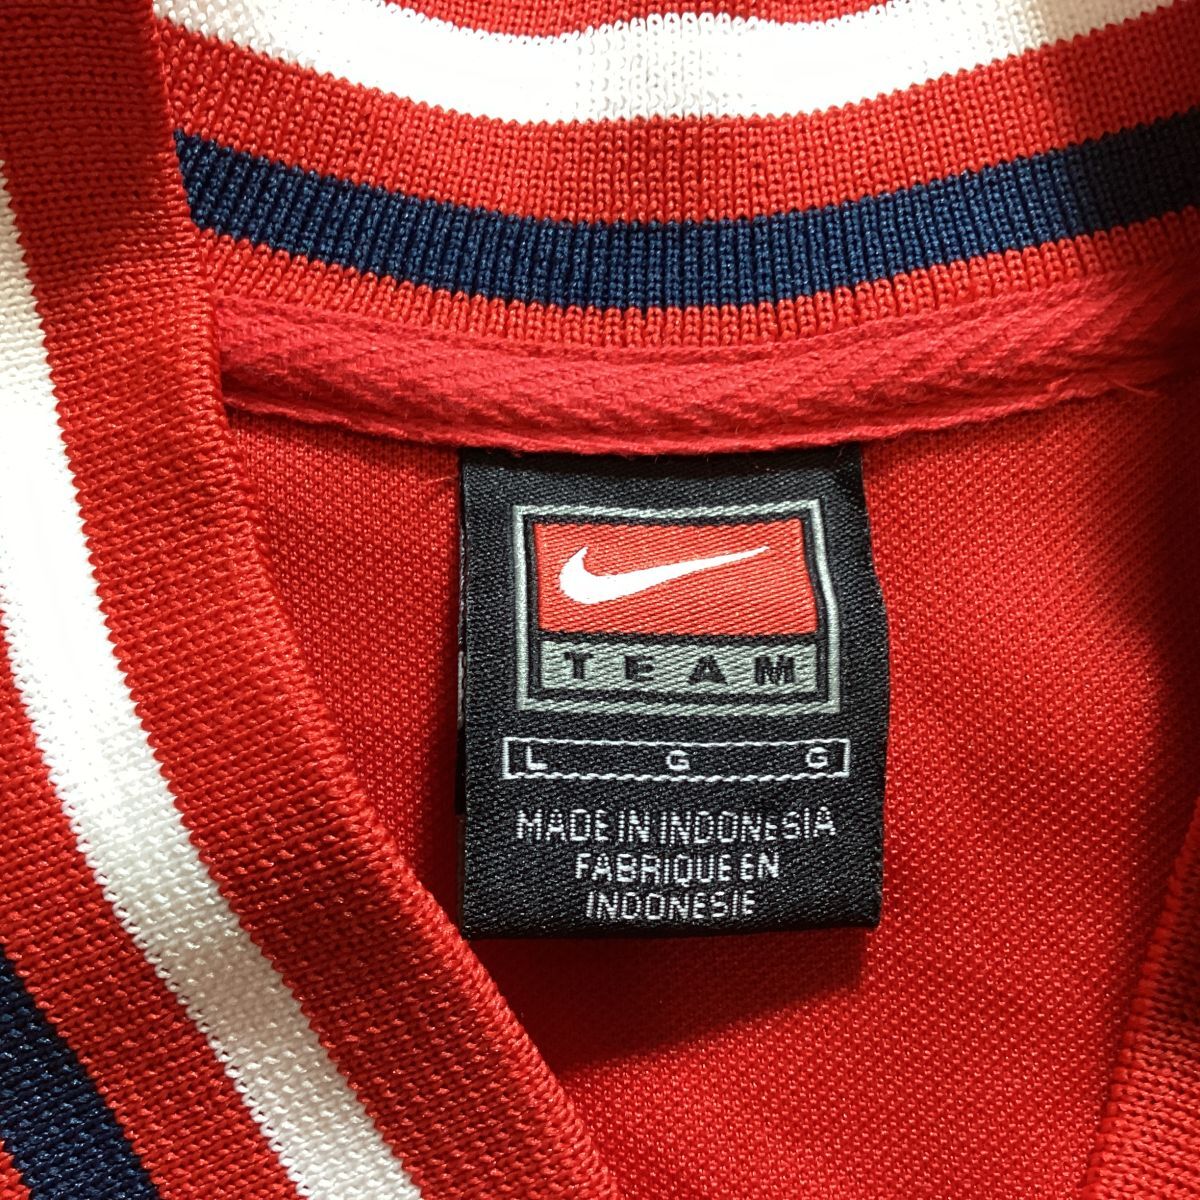 TEAM
L G G
MADE IN INDONESIA
FABRIQUE EN
INDONESIE